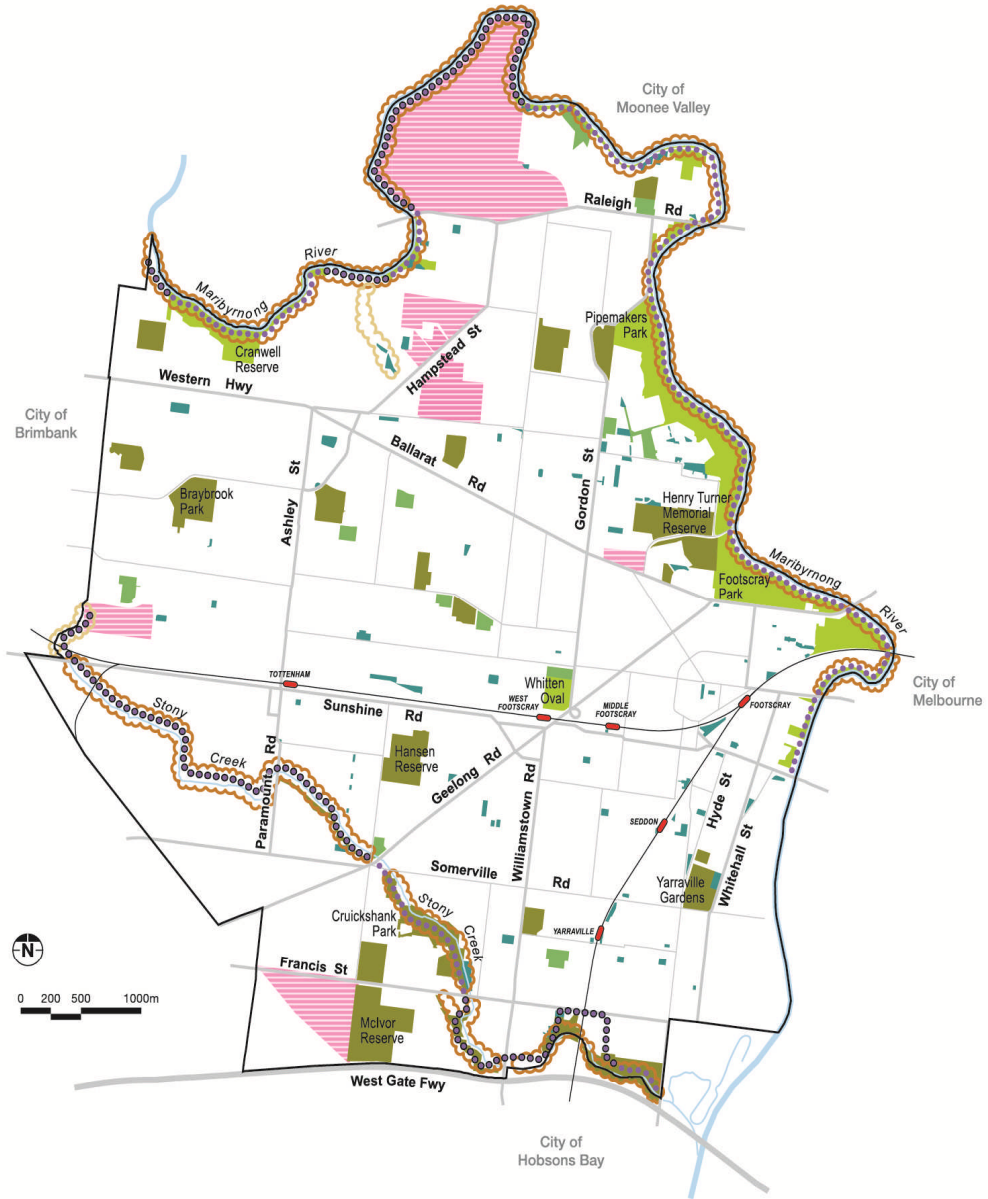 City of
Moonee Valley
Raleigh Rd
River
Maribyrnong
Pipemakers
Park
Cranwell
Reserve
Hampstead St
Western Hwy
City of
Brimbank
Ballarat Rd
Ashley St
Gordon St
Braybrook
Park
Henry Turner
Memorial
Reserve
Maribyrnong River
Footscray
Park
City of
Melbourne
TOTTENHAM
Whitten
Oval
WEST
FOOTSCRAY
MIDDLE
FOOTSCRAY
FOOTSCRAY
Stony Creek
Sunshine Rd
Paramount Rd
Hansen
Reserve
Geelong Rd
Williamstown Rd
Hyde St
Whitehall St
SEDDON
Somerville Rd
Yarraville
Gardens
Stony Creek
Cruickshank
Park
YARRAVILLE
N
Francis St
0 200 500 1000m
McIvor
Reserve
West Gate Fwy
City of
Hobsons Bay